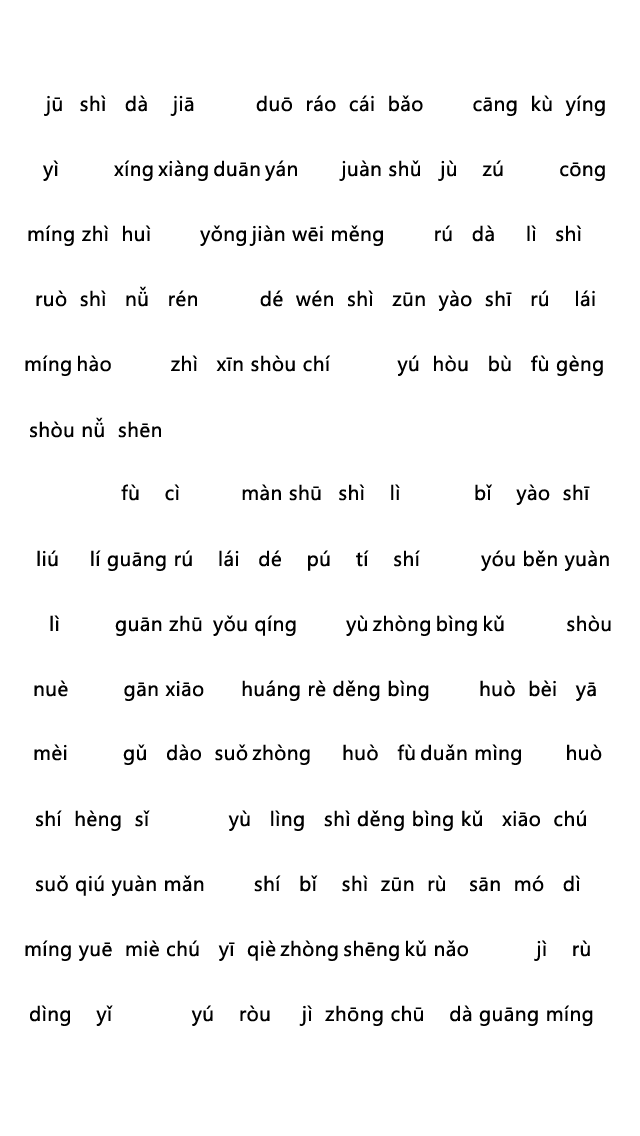 jū shì dà jiā duō ráo cái bǎo cāng kù yíng
yì xíng xiàng duān yán juàn shǔ jù zú cōng
míng zhì huì yǒng jiàn wēi měng rú dà lì shì
ruò shì nǚ rén dé wén shì zūn yào shī rú lái
míng hào zhì xīn shòu chí yú hòu bù fù gèng
shòu nǚ shēn
fù cì màn shū shì lì bǐ yào shī
liú lí guāng rú lái dé pú tí shí yóu běn yuàn
lì guān zhū yǒu qíng yù zhòng bìng kǔ shòu
nuè gān xiāo huáng rè děng bìng huò bèi yā
mèi gǔ dào suǒ zhòng huò fù duǎn mìng huò
shí hèng sǐ yù lìng shì děng bìng kǔ xiāo chú
suǒ qiú yuàn mǎn shí bǐ shì zūn rù sān mó dì
míng yuē miè chú yī qiè zhòng shēng kǔ nǎo jì rù
dìng yǐ yú ròu jì zhōng chū dà guāng míng